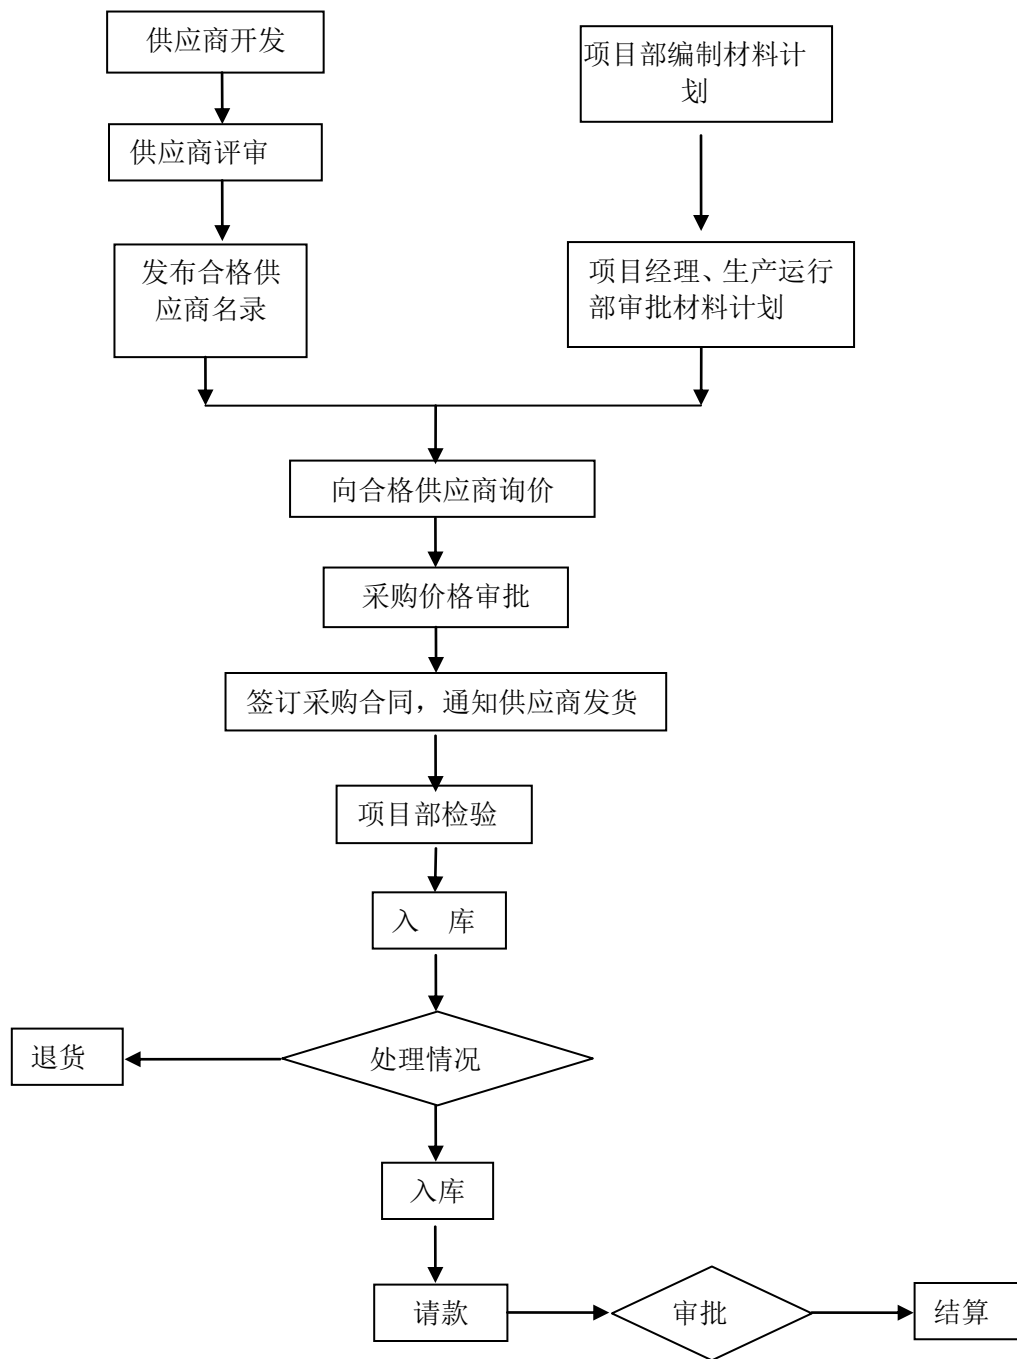 供应商开发
供应商评审
发布合格供
应商名录
项目部编制材料计
划
项目经理、生产运行
部审批材料计划
向合格供应商询价
采购价格审批
签订采购合同，通知供应商发货
项目部检验
入　库
处理情况
退货
入库
请款
审批
结算